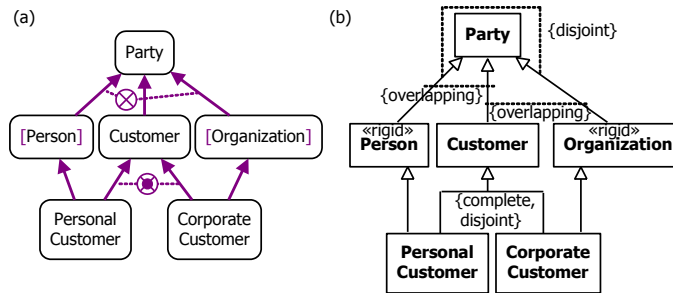 (a)
Party
[Person]
Customer
[Organization]
Personal
Customer
Corporate
Customer
(b)
Party
{disjoint}
{overlapping}
{overlapping}
«rigid»
Person
Customer
«rigid»
Organization
{complete,
disjoint}
Personal
Customer
Corporate
Customer